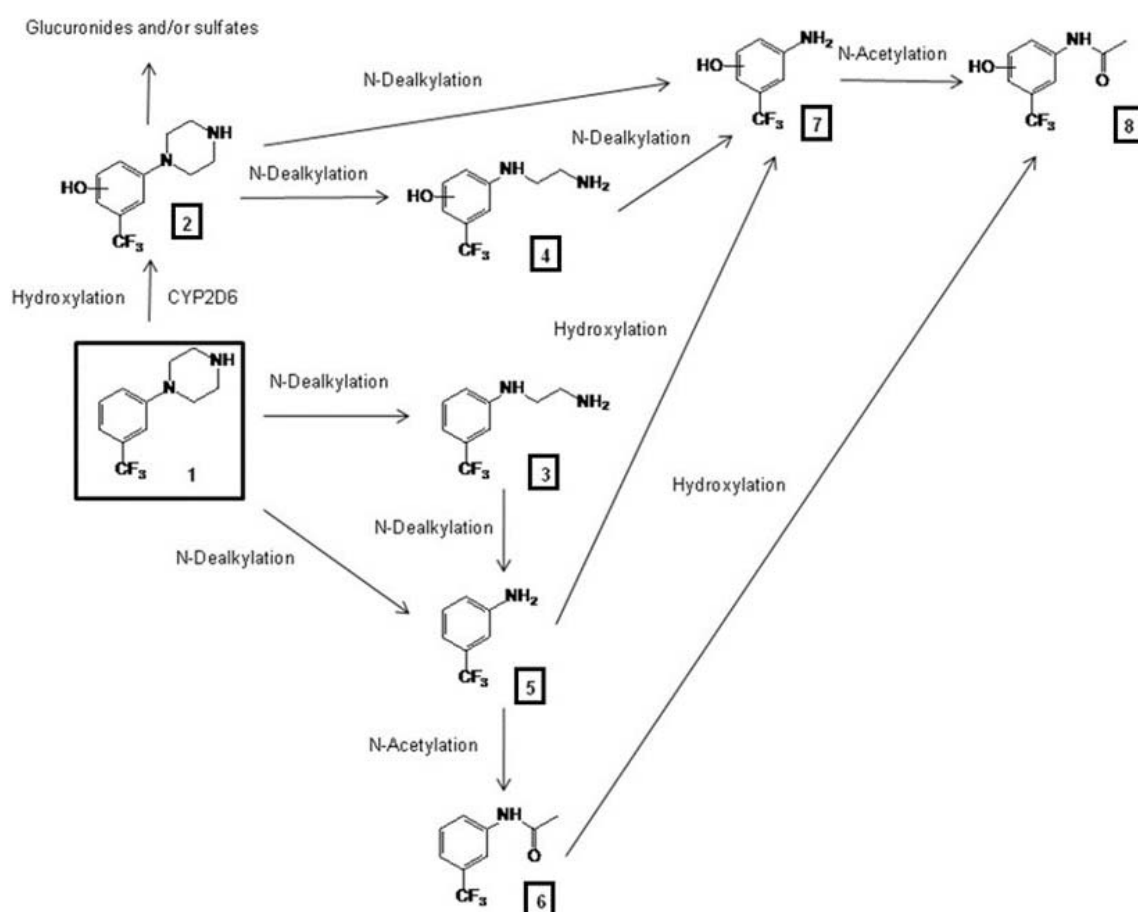 Glucuronides and/or sulfates
N-Dealkylation
HO
NH₂
CF₃
7
N-Acetylation
HO
NH
O
CF₃
8
HO
N
NH
CF₃
2
N-Dealkylation
HO
NH
NH₂
CF₃
4
N-Dealkylation
Hydroxylation
CYP2D6
Hydroxylation
N
NH
CF₃
1
N-Dealkylation
NH
NH₂
CF₃
3
Hydroxylation
N-Dealkylation
N-Dealkylation
NH₂
CF₃
5
N-Acetylation
NH
O
CF₃
6